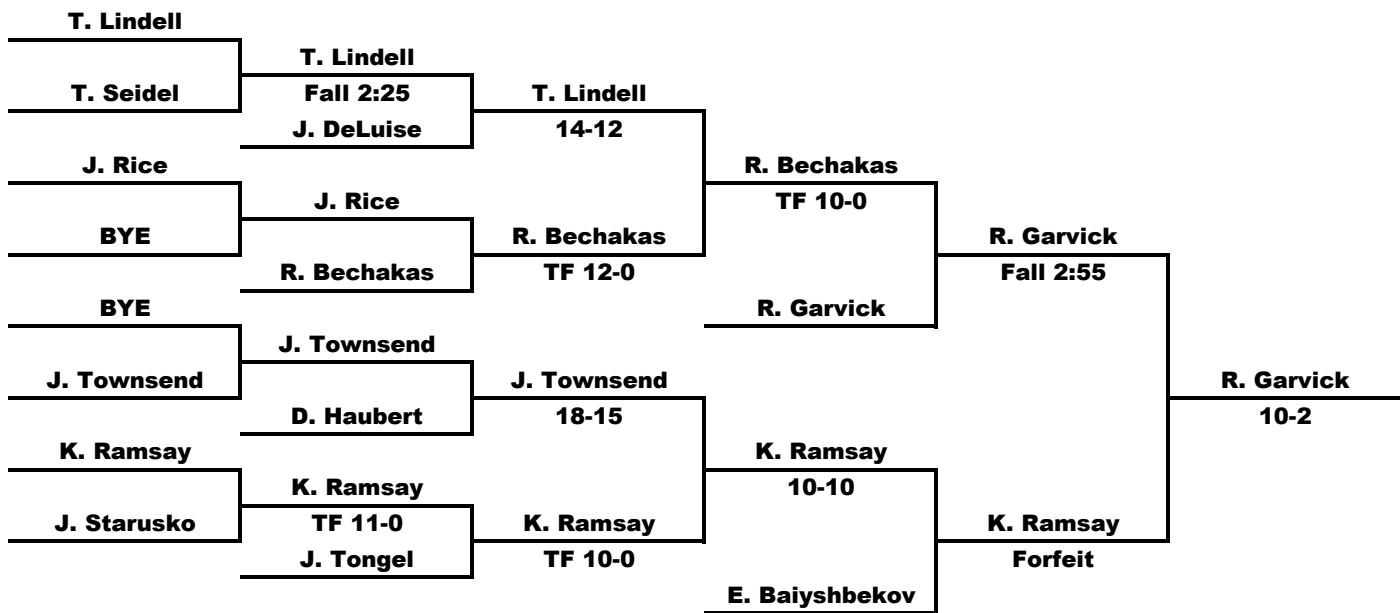 T. Lindell
T. Seidel
J. Rice
BYE
BYE
J. Townsend
K. Ramsay
J. Starusko
T. Lindell
Fall 2:25
J. DeLuise
J. Rice
R. Bechakas
J. Townsend
D. Haubert
K. Ramsay
TF 11-0
J. Tongel
T. Lindell
14-12
R. Bechakas
TF 12-0
J. Townsend
18-15
K. Ramsay
TF 10-0
R. Bechakas
TF 10-0
R. Garvick
K. Ramsay
10-10
E. Baiyshbekov
R. Garvick
Fall 2:55
K. Ramsay
Forfeit
R. Garvick
10-2